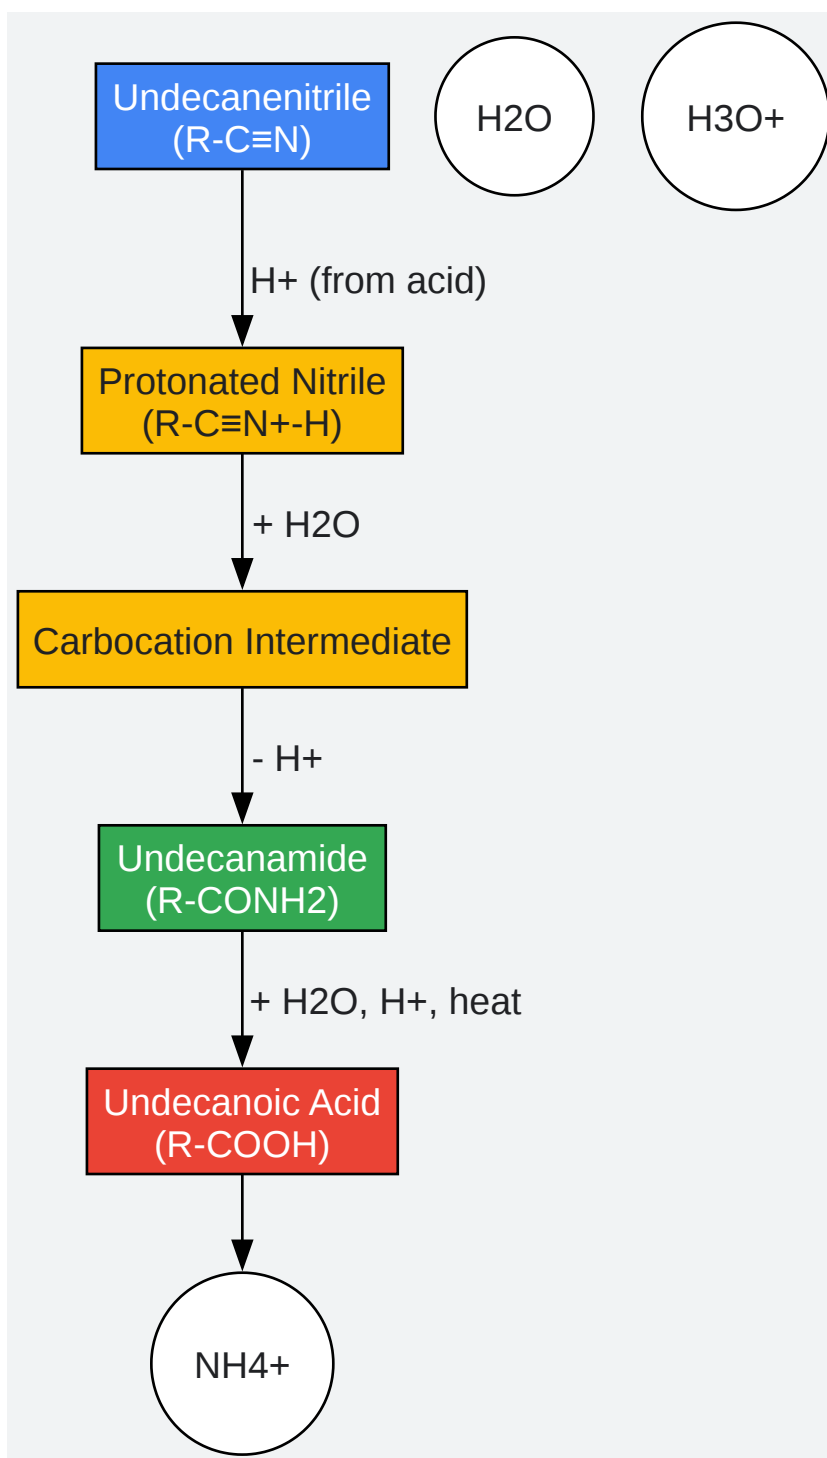 Undecanenitrile
(R-C≡N)
H2O
H3O+
H+ (from acid)
Protonated Nitrile
(R-C≡N+-H)
+ H2O
Carbocation Intermediate
- H+
Undecanamide
(R-CONH2)
+ H2O, H+, heat
Undecanoic Acid
(R-COOH)
NH4+